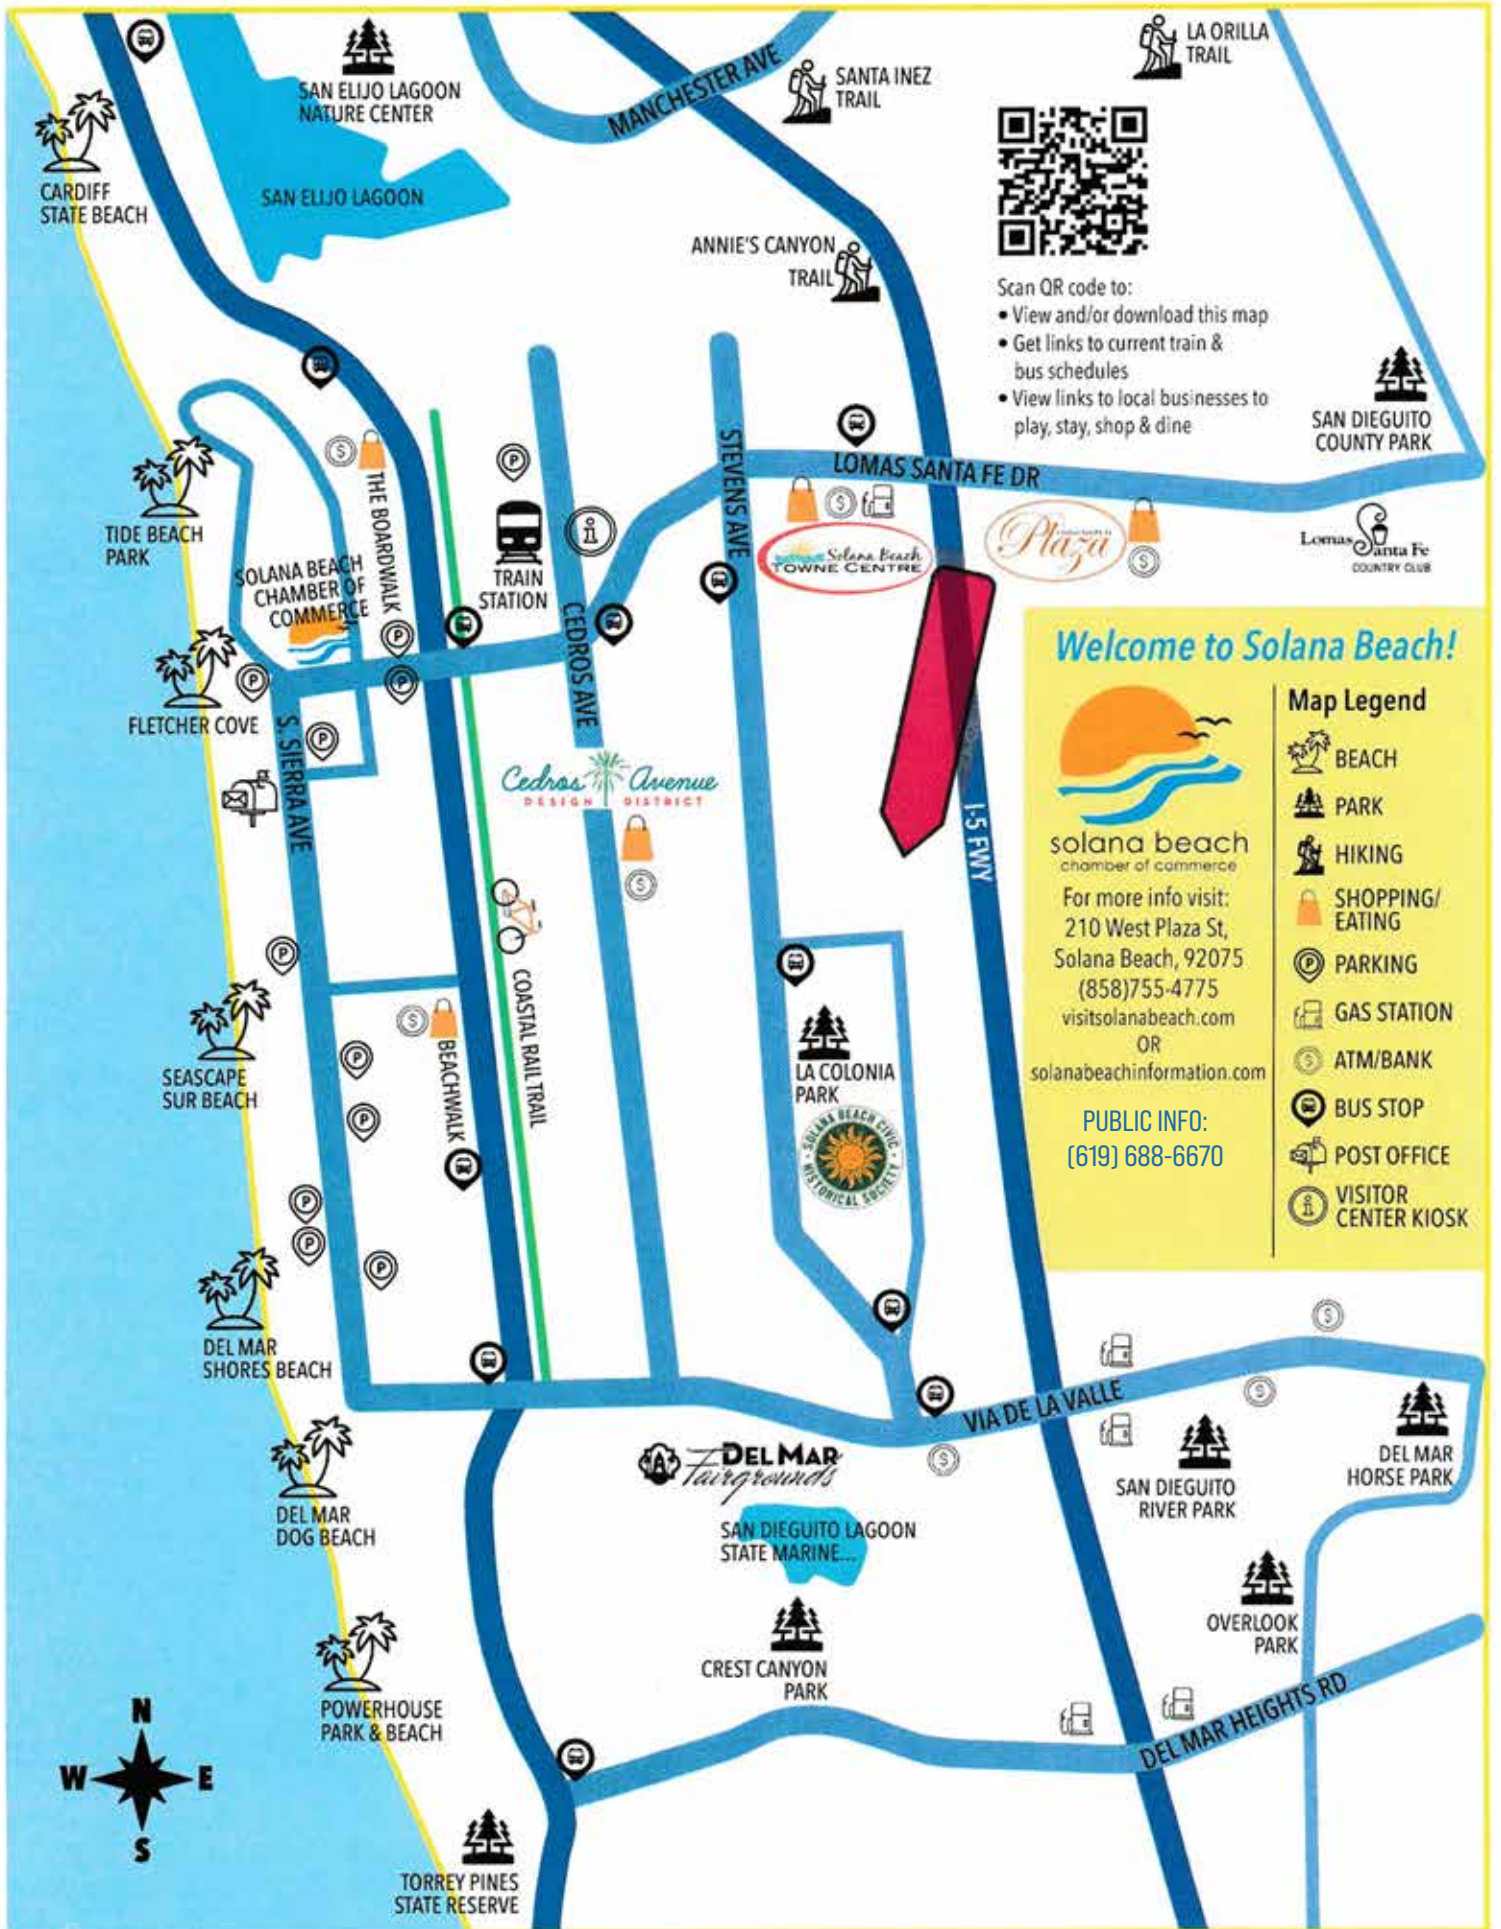 LA ORILLA
TRAIL
SAN ELIJO LAGOON
NATURE CENTER
MANCHESTER AVE
SANTA INEZ
TRAIL
CARDIFF
STATE BEACH
SAN ELIJO LAGOON
ANNIE'S CANYON
TRAIL
Scan QR code to:
• View and/or download this map
• Get links to current train &
bus schedules
• View links to local businesses to
play, stay, shop & dine
SAN DIEGUITO
COUNTY PARK
STEVENS AVE
LOMAS SANTA FE DR
TIDE BEACH
PARK
THE BOARDWALK
SOLANA BEACH
CHAMBER OF
COMMERCE
TRAIN
STATION
Solana Beach
TOWNE CENTRE
Plaza
Lomas Santa Fe
COUNTRY CLUB
CEDROS AVE
FLETCHER COVE
S. SIERRA AVE
Cedros Avenue
DESIGN DISTRICT
I-5 FWY
Welcome to Solana Beach!
solana beach
chamber of commerce
For more info visit:
210 West Plaza St,
Solana Beach, 92075
(858)755-4775
visitsolanabeach.com
OR
solanabeachinformation.com
PUBLIC INFO:
(619) 688-6670
Map Legend
BEACH
PARK
HIKING
SHOPPING/
EATING
PARKING
GAS STATION
ATM/BANK
BUS STOP
POST OFFICE
VISITOR
CENTER KIOSK
COASTAL RAIL TRAIL
BEACHWALK
SEASCAPE
SUR BEACH
LA COLONIA
PARK
SOLANA BEACH CIVIC
HISTORICAL SOCIETY
DEL MAR
SHORES BEACH
VIA DE LA VALLE
DEL MAR
Fairgrounds
DEL MAR
HORSE PARK
SAN DIEGUITO
RIVER PARK
DEL MAR
DOG BEACH
SAN DIEGUITO LAGOON
STATE MARINE...
OVERLOOK
PARK
CREST CANYON
PARK
POWERHOUSE
PARK & BEACH
DEL MAR HEIGHTS RD
N
W
E
S
TORREY PINES
STATE RESERVE